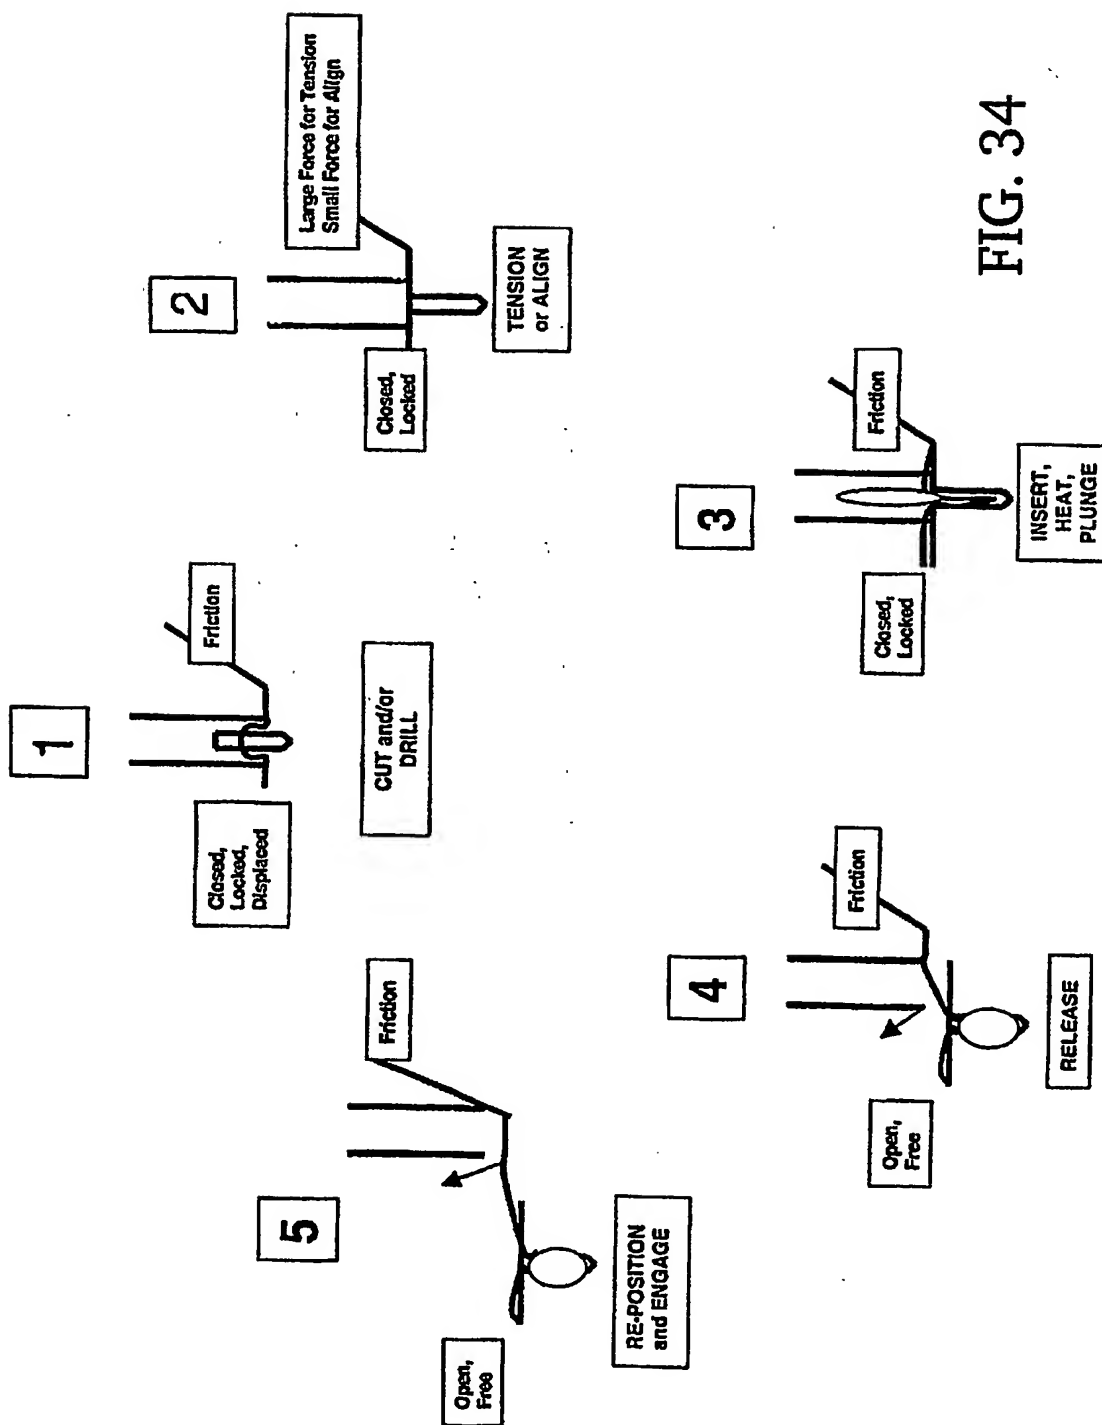 1
Closed,
Locked,
Displaced
Friction
CUT and/or
DRILL
2
Closed,
Locked
Large Force for Tension
Small Force for Align
TENSION
or ALIGN
3
Closed,
Locked
Friction
INSERT,
HEAT,
PLUNGE
4
Open,
Free
Friction
RELEASE
5
Open,
Free
Friction
RE-POSITION
and ENGAGE
FIG. 34